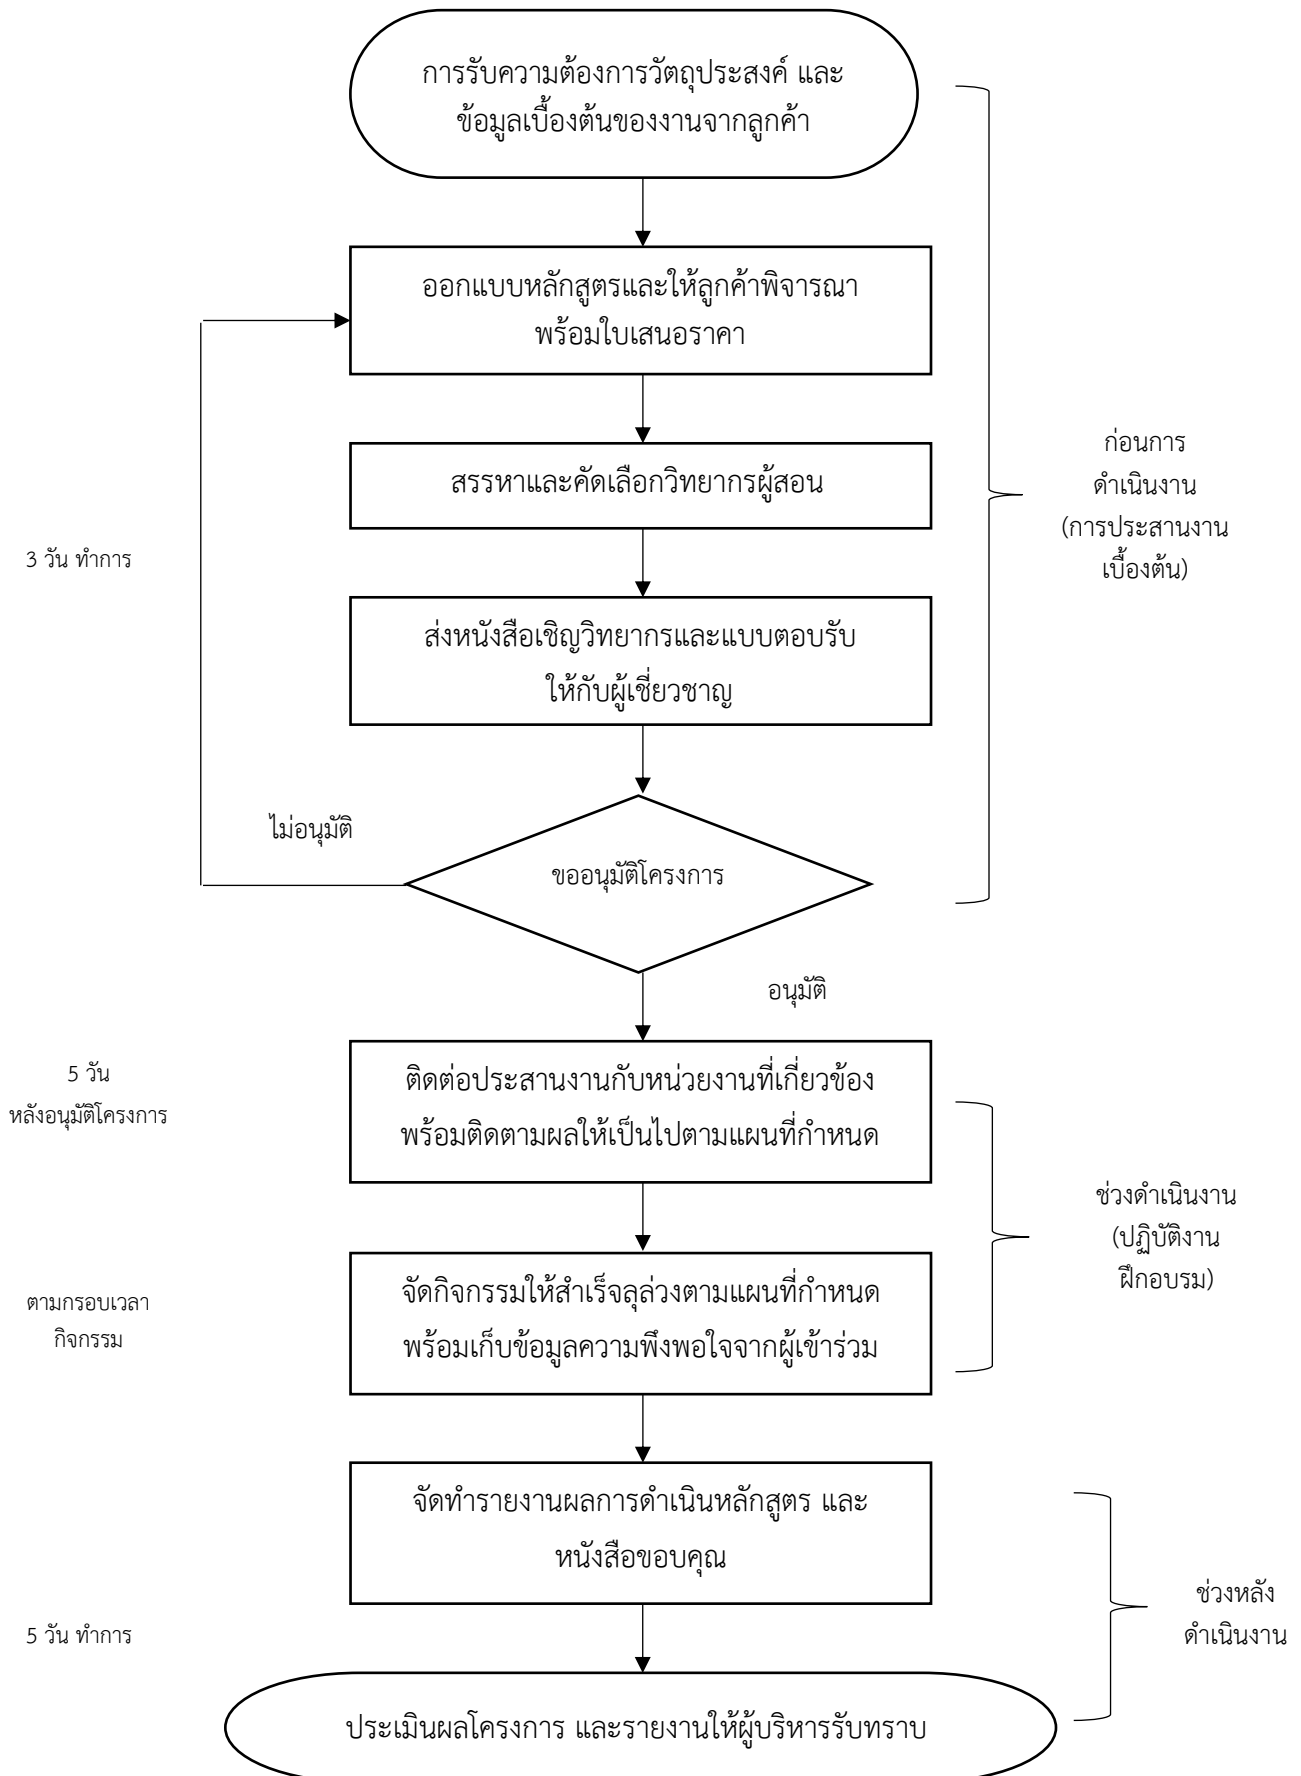 การรับความต้องการวัตถุประสงค์ และ
ข้อมูลเบื้องต้นของงานจากลูกค้า
ออกแบบหลักสูตรและให้ลูกค้าพิจารณา
พร้อมใบเสนอราคา
สรรหาและคัดเลือกวิทยากรผู้สอน
ก่อนการ
ดำเนินงาน
(การประสานงาน
เบื้องต้น)
3 วัน ทำการ
ส่งหนังสือเชิญวิทยากรและแบบตอบรับ
ให้กับผู้เชี่ยวชาญ
ไม่อนุมัติ
ขออนุมัติโครงการ
อนุมัติ
5 วัน
หลังอนุมัติโครงการ
ติดต่อประสานงานกับหน่วยงานที่เกี่ยวข้อง
พร้อมติดตามผลให้เป็นไปตามแผนที่กำหนด
ช่วงดำเนินงาน
(ปฏิบัติงาน
ฝึกอบรม)
ตามกรอบเวลา
กิจกรรม
จัดกิจกรรมให้สำเร็จลุล่วงตามแผนที่กำหนด
พร้อมเก็บข้อมูลความพึงพอใจจากผู้เข้าร่วม
จัดทำรายงานผลการดำเนินหลักสูตร และ
หนังสือขอบคุณ
ช่วงหลัง
ดำเนินงาน
5 วัน ทำการ
ประเมินผลโครงการ และรายงานให้ผู้บริหารรับทราบ